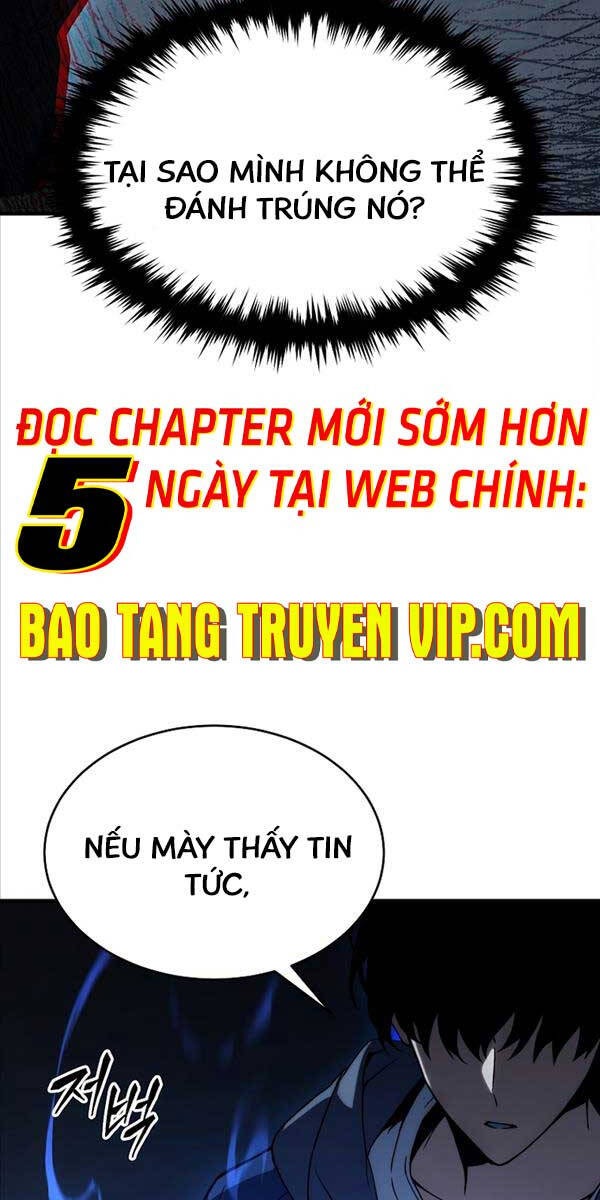 TẠI SAO MÌNH KHÔNG THỂ
ĐÁNH TRÚNG NÓ?
ĐỌC CHAPTER MỚI SỚM HƠN
5 NGÀY TẠI WEB CHÍNH:
BAO TANG TRUYEN VIP.COM
NẾU MÀY THẤY TIN
TỨC,
저벅